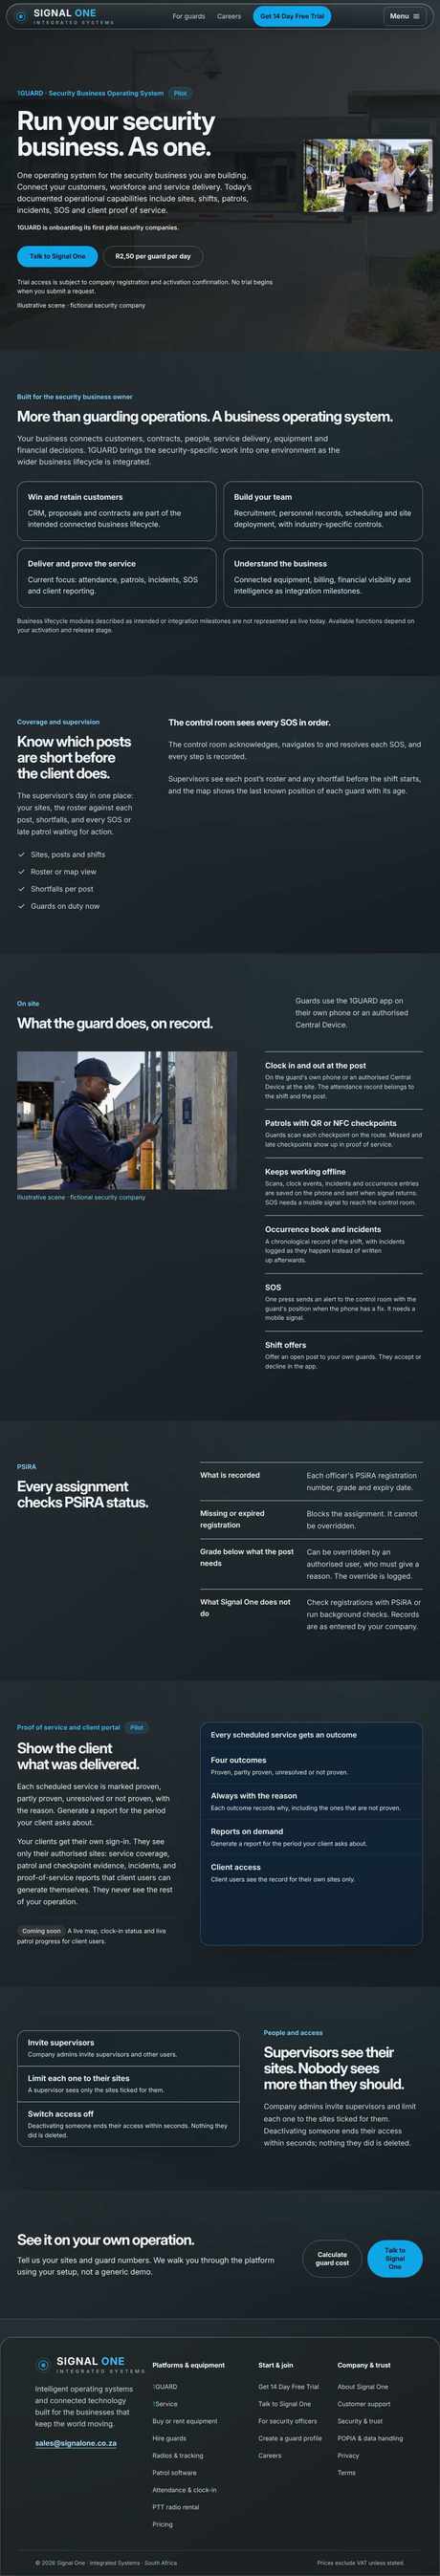 SIGNAL ONE
INTEGRATED SYSTEMS
For guards
Careers
Get 14 Day Free Trial
Menu
1GUARD · Security Business Operating System
Pilot
Run your security
business. As one.
One operating system for the security business you are building.
Connect your customers, workforce and service delivery. Today's
documented operational capabilities include sites, shifts, patrols,
incidents, SOS and client proof of service.
1GUARD is onboarding its first pilot security companies.
Talk to Signal One
R2,50 per guard per day
Trial access is subject to company registration and activation confirmation. No trial begins
when you submit a request.
Illustrative scene · fictional security company
Built for the security business owner
More than guarding operations. A business operating system.
Your business connects customers, contracts, people, service delivery, equipment and
financial decisions. 1GUARD brings the security-specific work into one environment as the
wider business lifecycle is integrated.
Win and retain customers
CRM, proposals and contracts are part of the
intended connected business lifecycle.
Build your team
Recruitment, personnel records, scheduling and site
deployment, with industry-specific controls.
Deliver and prove the service
Current focus: attendance, patrols, incidents, SOS
and client reporting.
Understand the business
Connected equipment, billing, financial visibility and
intelligence as integration milestones.
Business lifecycle modules described as intended or integration milestones are not represented as live today. Available functions depend on
your activation and release stage.
Coverage and supervision
Know which posts
are short before
the client does.
The supervisor's day in one place:
your sites, the roster against each
post, shortfalls, and every SOS or
late patrol waiting for action.
Sites, posts and shifts
Roster or map view
Shortfalls per post
Guards on duty now
The control room sees every SOS in order.
The control room acknowledges, navigates to and resolves each SOS, and
every step is recorded.
Supervisors see each post's roster and any shortfall before the shift starts,
and the map shows the last known position of each guard with its age.
On site
What the guard does, on record.
Guards use the 1GUARD app on
their own phone or an authorised
Central Device.
Illustrative scene · fictional security company
Clock in and out at the post
On the guard's own phone or an authorised Central
Device at the site. The attendance record belongs to
the shift and the post.
Patrols with QR or NFC checkpoints
Guards scan each checkpoint on the route. Missed and
late checkpoints show up in proof of service.
Keeps working offline
Scans, clock events, incidents and occurrence entries
are saved on the phone and sent when signal returns.
SOS needs a mobile signal to reach the control room.
Occurrence book and incidents
A chronological record of the shift, with incidents
logged as they happen instead of written
up afterwards.
SOS
One press sends an alert to the control room with the
guard's position when the phone has a fix. It needs a
mobile signal.
Shift offers
Offer an open post to your own guards. They accept or
decline in the app.
PSiRA
Every assignment
checks PSiRA status.
What is recorded
Each officer's PSiRA registration
number, grade and expiry date.
Missing or expired
registration
Blocks the assignment. It cannot
be overridden.
Grade below what the post
needs
Can be overridden by an
authorised user, who must give a
reason. The override is logged.
What Signal One does not
do
Check registrations with PSiRA or
run background checks. Records
are as entered by your company.
Proof of service and client portal
Pilot
Show the client
what was delivered.
Each scheduled service is marked proven,
partly proven, unresolved or not proven, with
the reason. Generate a report for the period
your client asks about.
Your clients get their own sign-in. They see
only their authorised sites: service coverage,
patrol and checkpoint evidence, incidents, and
proof-of-service reports that client users can
generate themselves. They never see the rest
of your operation.
Coming soon A live map, clock-in status and live
patrol progress for client users.
Every scheduled service gets an outcome
Four outcomes
Proven, partly proven, unresolved or not proven.
Always with the reason
Each outcome records why, including the ones that are not proven.
Reports on demand
Generate a report for the period your client asks about.
Client access
Client users see the record for their own sites only.
Invite supervisors
Company admins invite supervisors and other users.
Limit each one to their sites
A supervisor sees only the sites ticked for them.
Switch access off
Deactivating someone ends their access within seconds. Nothing they
did is deleted.
People and access
Supervisors see their
sites. Nobody sees
more than they should.
Company admins invite supervisors and limit
each one to the sites ticked for them.
Deactivating someone ends their access
within seconds; nothing they did is deleted.
See it on your own operation.
Tell us your sites and guard numbers. We walk you through the platform
using your setup, not a generic demo.
Calculate
guard cost
Talk to
Signal
One
SIGNAL ONE
INTEGRATED SYSTEMS
Intelligent operating systems
and connected technology
built for the businesses that
keep the world moving.
sales@signalone.co.za
Platforms & equipment
1GUARD
1Service
Buy or rent equipment
Hire guards
Radios & tracking
Patrol software
Attendance & clock-in
PTT radio rental
Pricing
Start & join
Get 14 Day Free Trial
Talk to Signal One
For security officers
Create a guard profile
Careers
Company & trust
About Signal One
Customer support
Security & trust
POPIA & data handling
Privacy
Terms
© 2026 Signal One · Integrated Systems · South Africa
Prices exclude VAT unless stated.